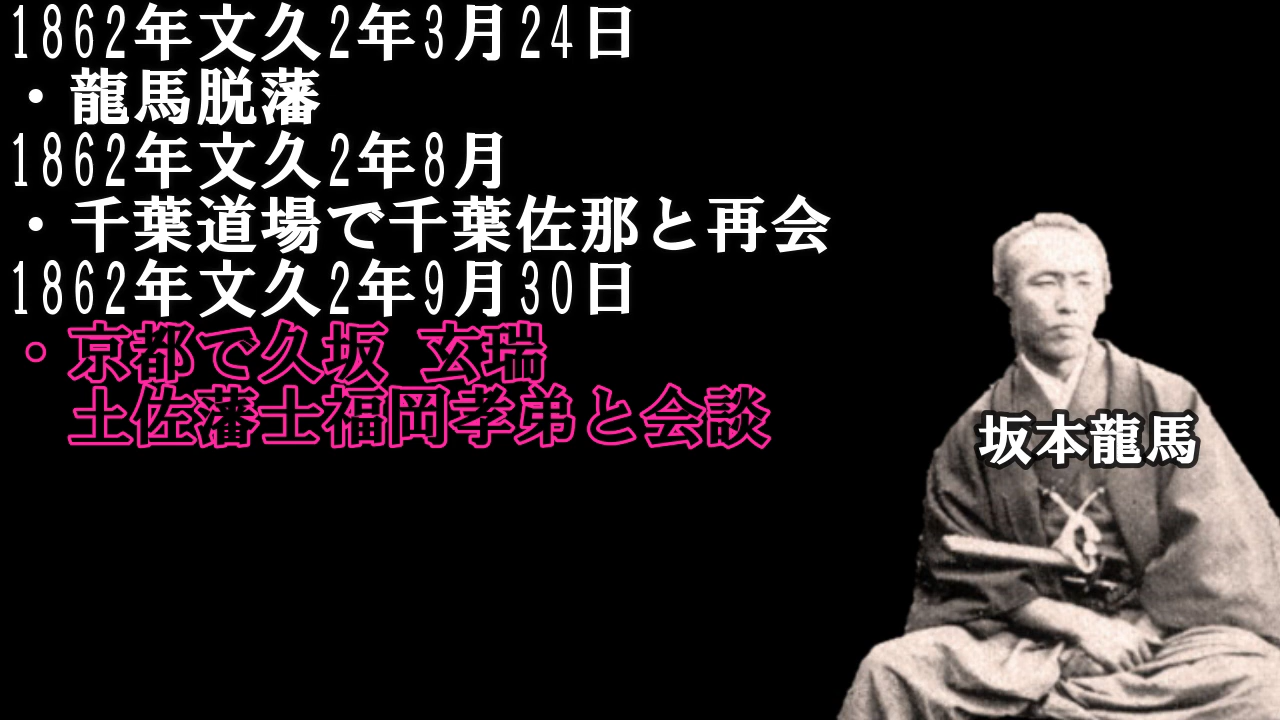 1862年文久2年3月24日
・龍馬脱藩
1862年文久2年8月
・千葉道場で千葉佐那と再会
1862年文久2年9月30日
・京都で久坂 玄瑞
土佐藩士福岡孝弟と会談
坂本龍馬